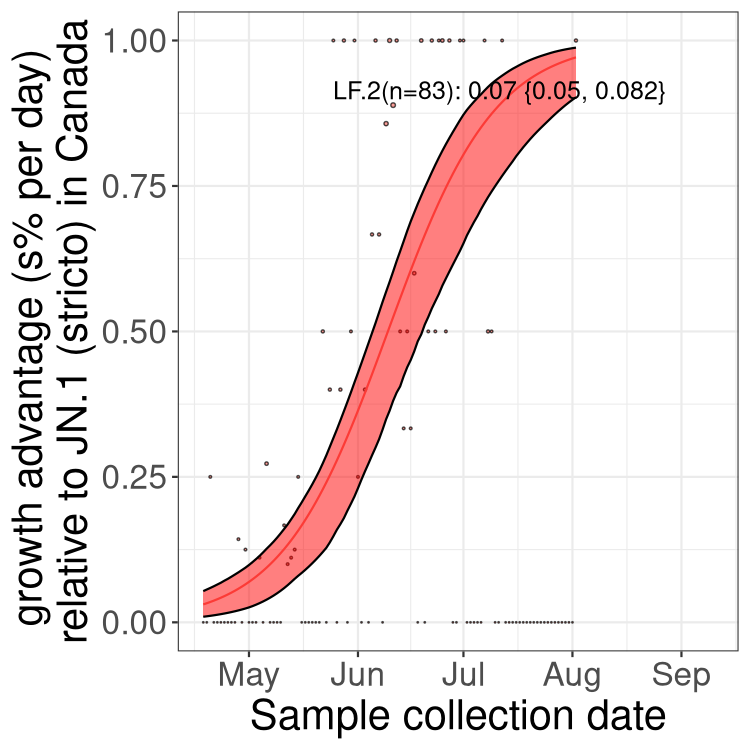 growth advantage (s% per day)
relative to JN.1 (stricto) in Canada
1.00
0.75
0.50
0.25
0.00
LF.2(n=83): 0.07 {0.05, 0.082}
May Jun Jul Aug Sep
Sample collection date